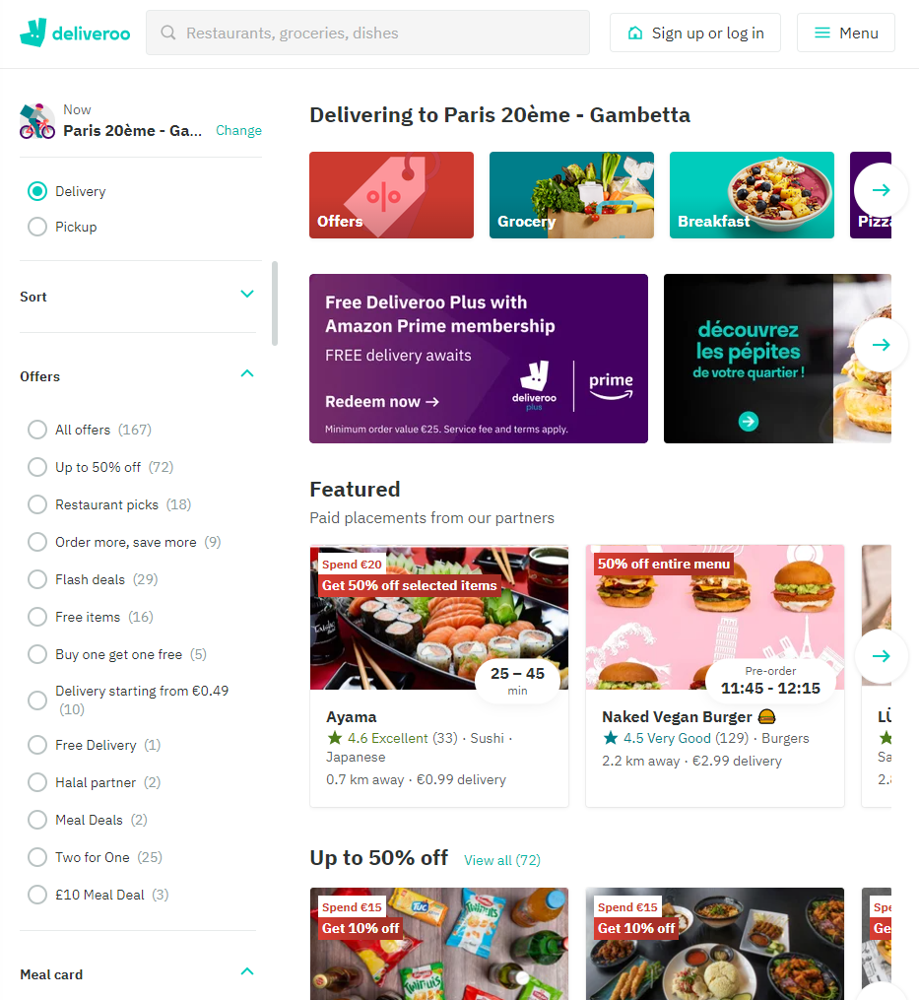 deliveroo
Restaurants, groceries, dishes
Sign up or log in
Menu
Now
Paris 20ème - Ga...
Change
Delivery
Pickup
Sort
Offers
All offers (167)
Up to 50% off (72)
Restaurant picks (18)
Order more, save more (9)
Flash deals (29)
Free items (16)
Buy one get one free (5)
Delivery starting from €0.49
(10)
Free Delivery (1)
Halal partner (2)
Meal Deals (2)
Two for One (25)
£10 Meal Deal (3)
Meal card
Delivering to Paris 20ème - Gambetta
Offers
Grocery
Breakfast
Pizza
Free Deliveroo Plus with
Amazon Prime membership
FREE delivery awaits
Redeem now →
deliveroo
plus
prime
Minimum order value €25. Service fee and terms apply.
découvrez
les pépites
de votre quartier !
Featured
Paid placements from our partners
Spend €20
Get 50% off selected items
25 – 45
min
Ayama
4.6 Excellent (33) · Sushi ·
Japanese
0.7 km away · €0.99 delivery
50% off entire menu
Pre-order
11:45 - 12:15
Naked Vegan Burger 🍔
4.5 Very Good (129) · Burgers
2.2 km away · €2.99 delivery
Sa
2.8
Up to 50% off
View all (72)
Spend €15
Get 10% off
TUC
Twinuts
Twinuts
Spend €15
Get 10% off
Spe
Ge